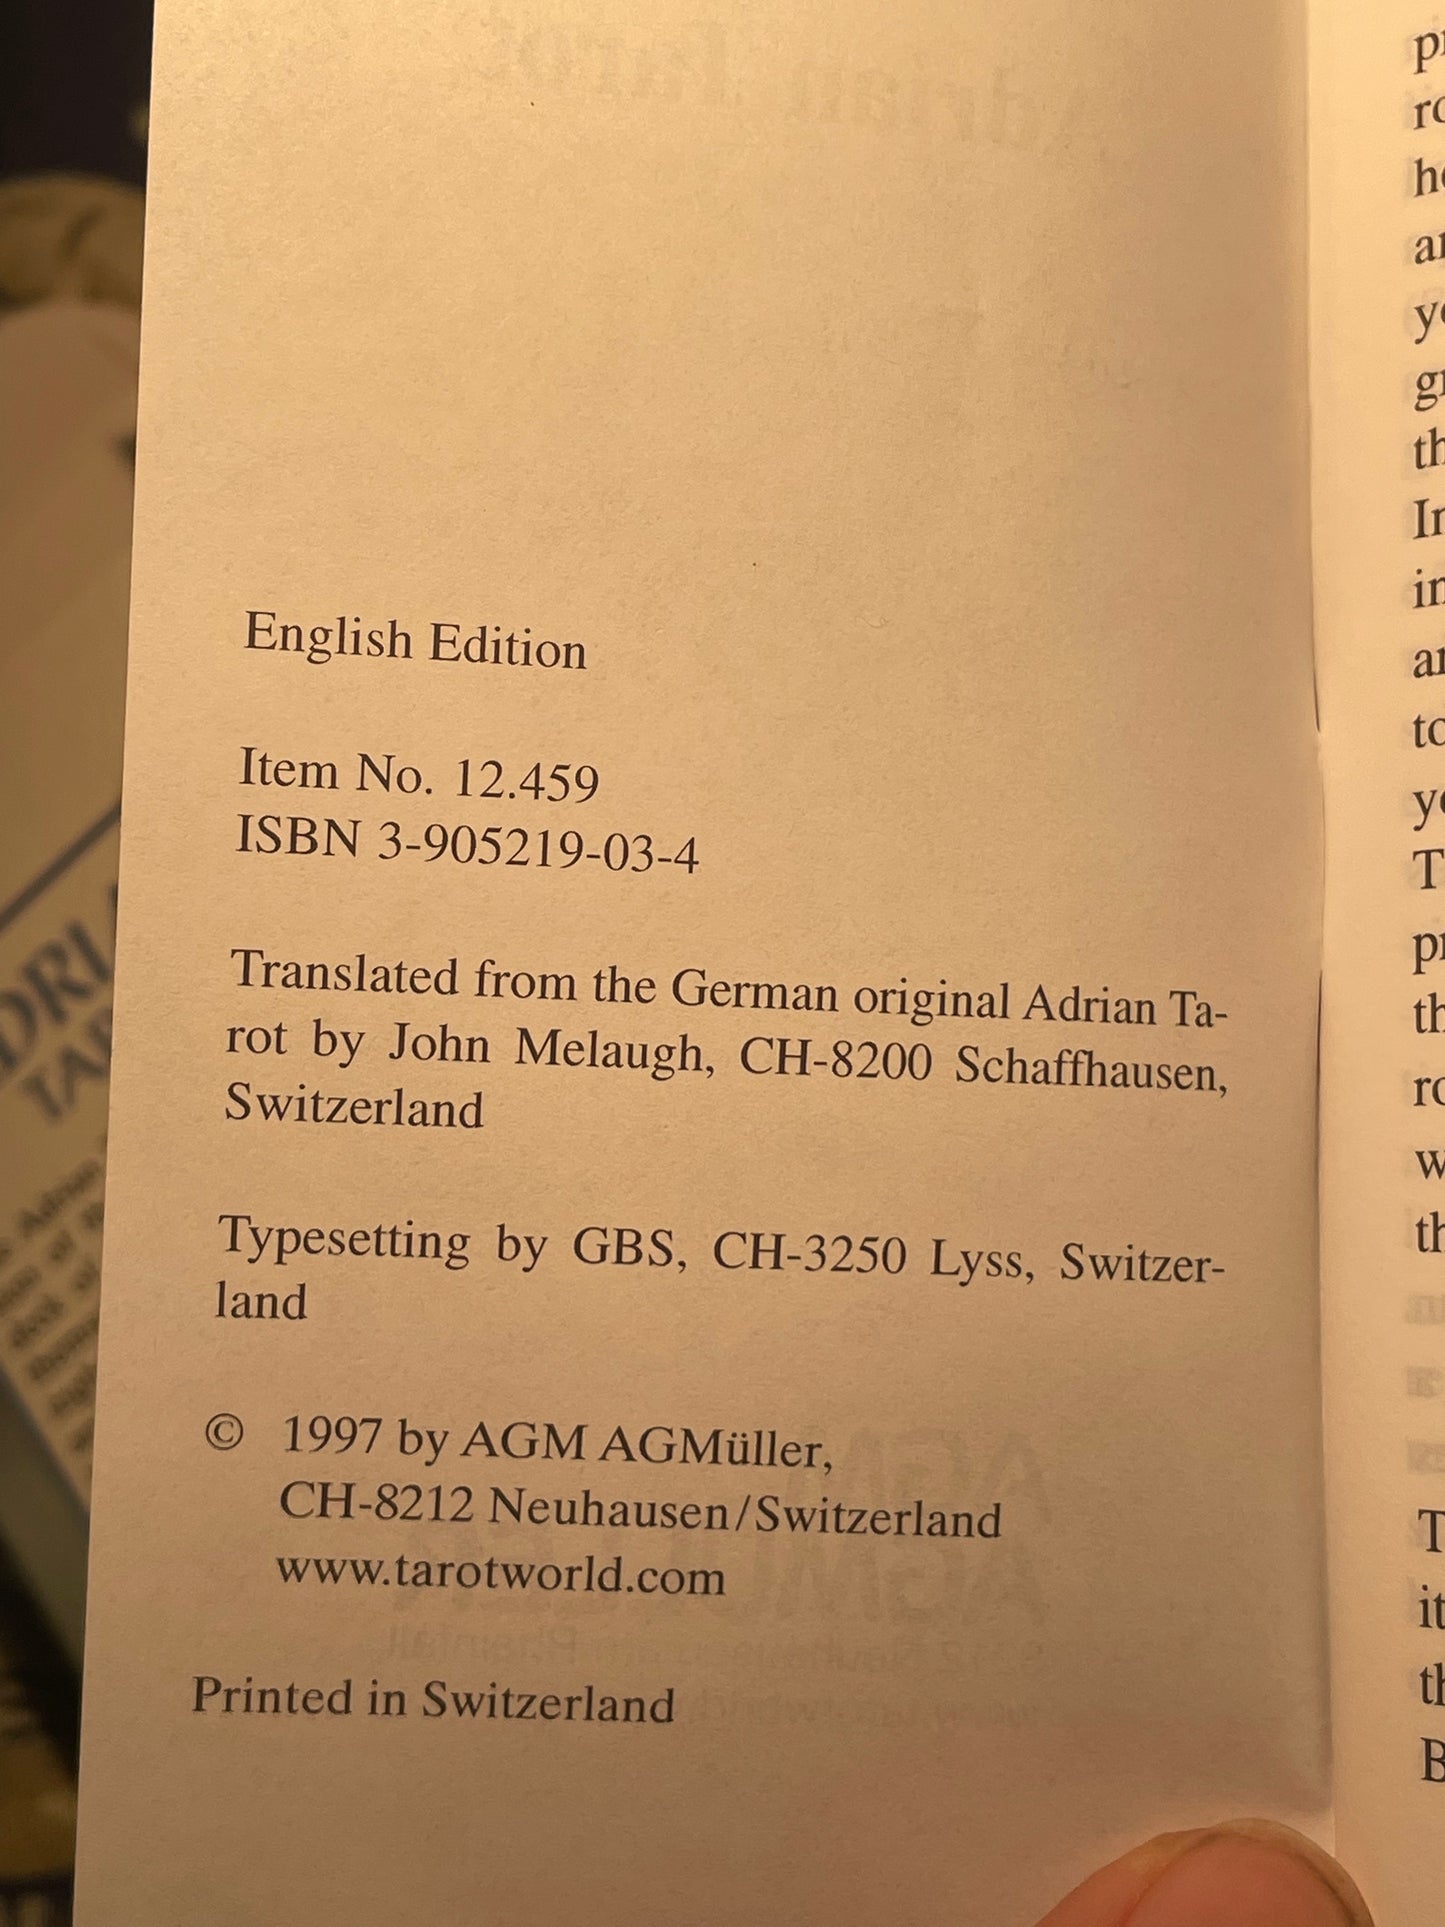 English Edition
Item No. 12.459
ISBN 3-905219-03-4
Translated from the German original Adrian Ta-
rot by John Melaugh, CH-8200 Schaffhausen,
Switzerland
Typesetting by GBS, CH-3250 Lyss, Switzer-
land
© 1997 by AGM AGMüller,
CH-8212 Neuhausen/Switzerland
www.tarotworld.com
Printed in Switzerland